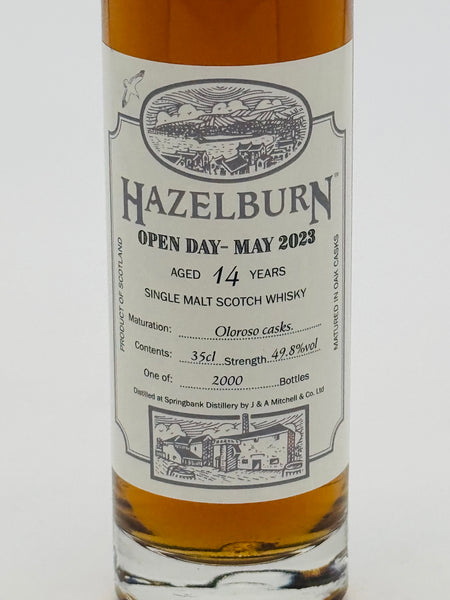 HAZELBURN™
OPEN DAY- MAY 2023
AGED 14 YEARS
SINGLE MALT SCOTCH WHISKY
Maturation: Oloroso casks.
Contents: 35cl Strength 49.8%vol
One of: 2000 Bottles
Distilled at Springbank Distillery by J & A Mitchell & Co. Ltd
PRODUCT OF SCOTLAND
MATURED IN OAK CASKS